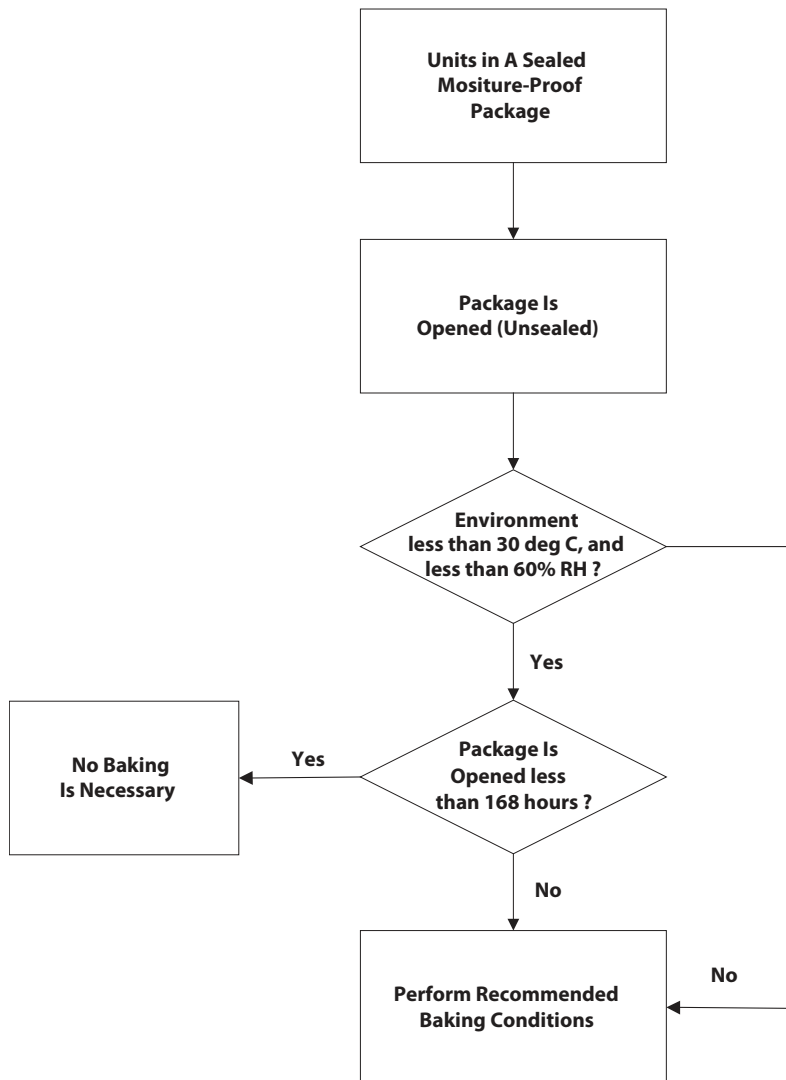 Units in A Sealed
Mositure-Proof
Package
Package Is
Opened (Unsealed)
Environment
less than 30 deg C, and
less than 60% RH ?
Yes
No Baking
Is Necessary
Yes
Package Is
Opened less
than 168 hours ?
No
Perform Recommended
Baking Conditions
No